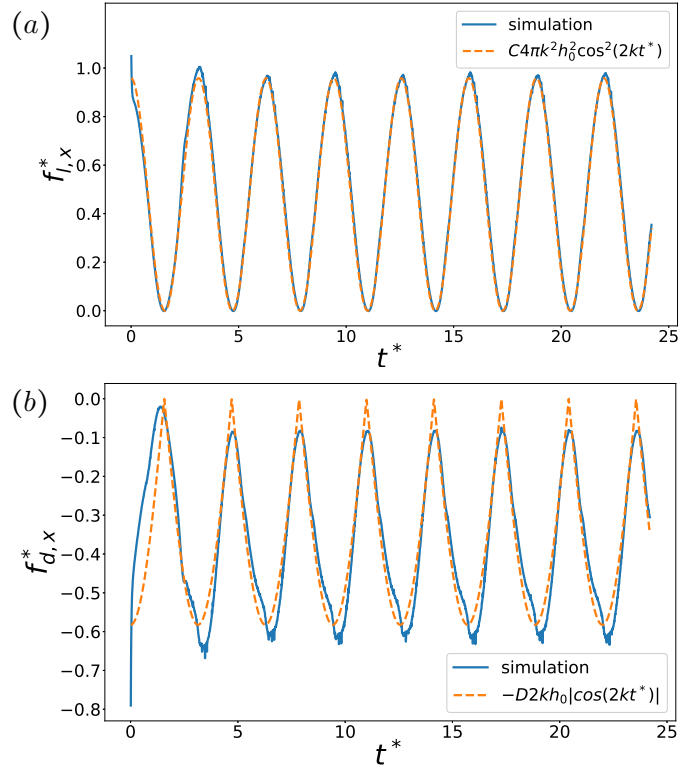 (a)
simulation
C4πk²h₀²cos²(2kt*)
1.0
0.8
0.6
0.4
0.2
0.0
f*l,x
0 5 10 15 20 25
t*
(b)
0.0
−0.1
−0.2
−0.3
−0.4
−0.5
−0.6
−0.7
−0.8
f*d,x
simulation
−D2kh₀|cos(2kt*)|
0 5 10 15 20 25
t*